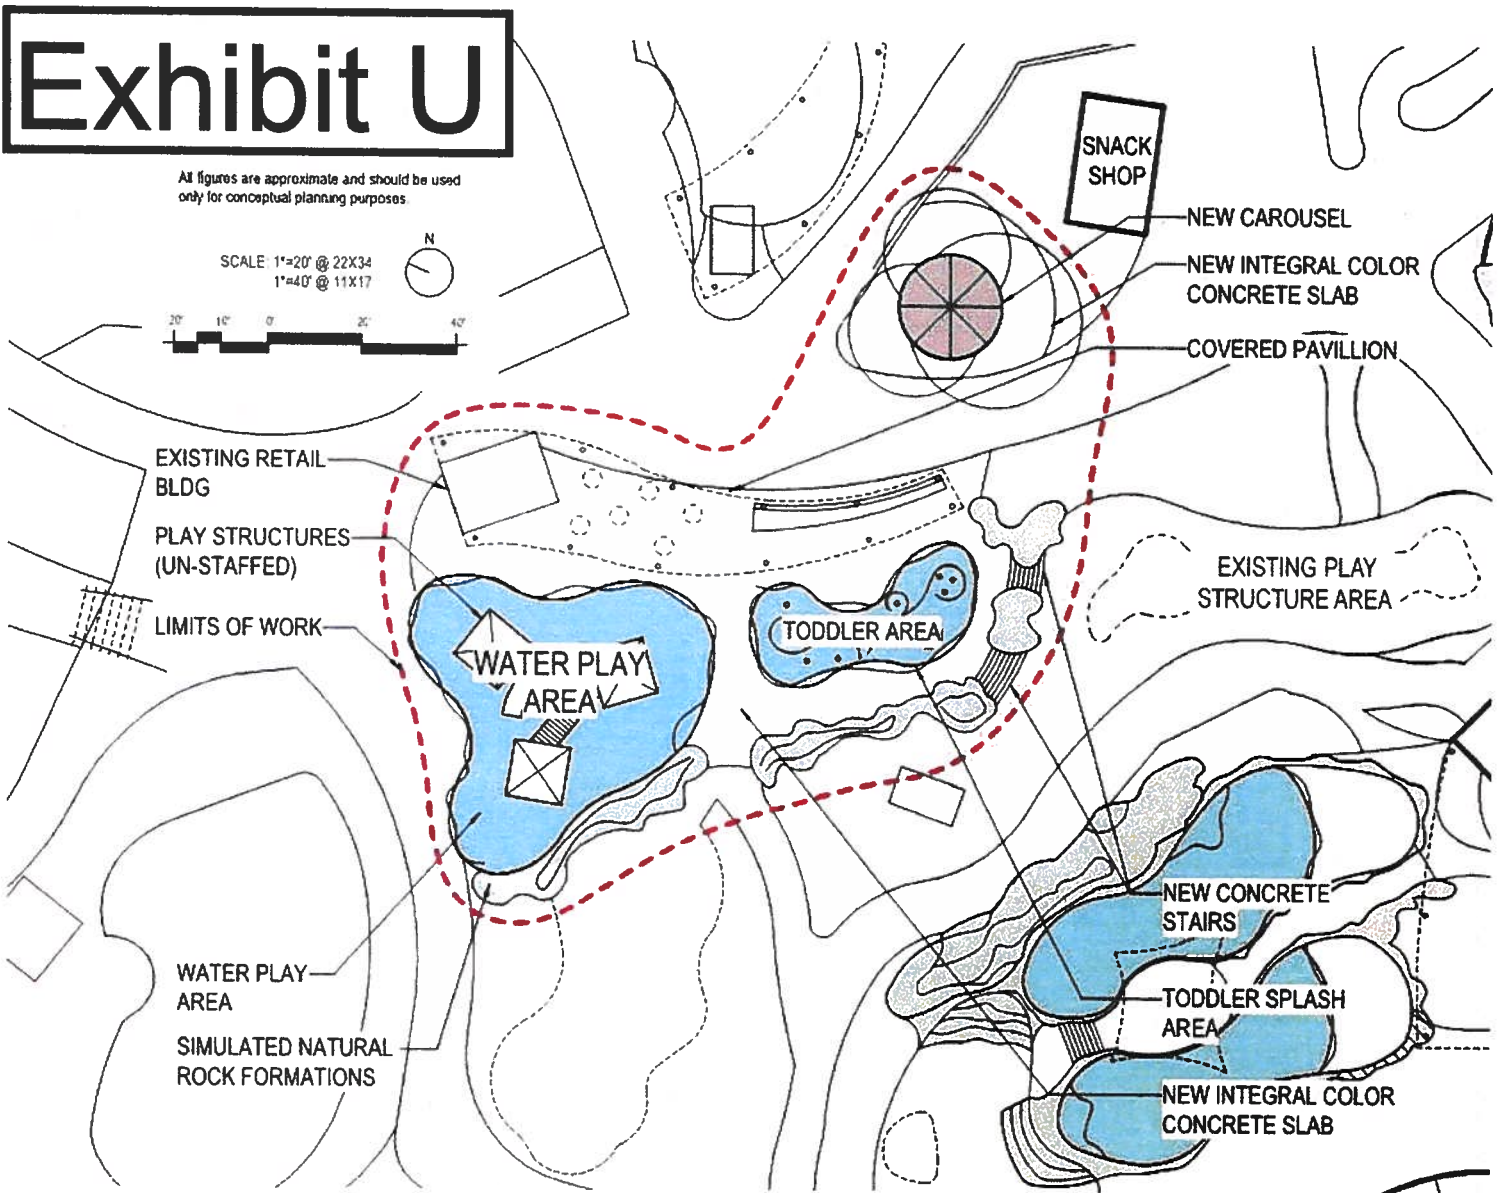 Exhibit U
All figures are approximate and should be used
only for conceptual planning purposes.
N
SCALE: 1"=20' @ 22X34
1"=40' @ 11X17
20' 10' 0' 20' 40'
SNACK
SHOP
NEW CAROUSEL
NEW INTEGRAL COLOR
CONCRETE SLAB
COVERED PAVILLION
EXISTING RETAIL
BLDG
PLAY STRUCTURES
(UN-STAFFED)
LIMITS OF WORK
EXISTING PLAY
STRUCTURE AREA
TODDLER AREA
WATER PLAY
AREA
NEW CONCRETE
STAIRS
WATER PLAY
AREA
TODDLER SPLASH
AREA
SIMULATED NATURAL
ROCK FORMATIONS
NEW INTEGRAL COLOR
CONCRETE SLAB